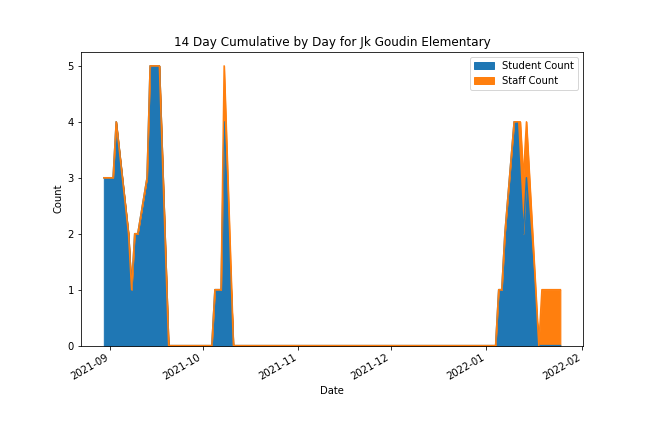 14 Day Cumulative by Day for Jk Goudin Elementary
Student Count
Staff Count
5
4
3
2
1
0
Count
2021-09
2021-10
2021-11
2021-12
2022-01
2022-02
Date